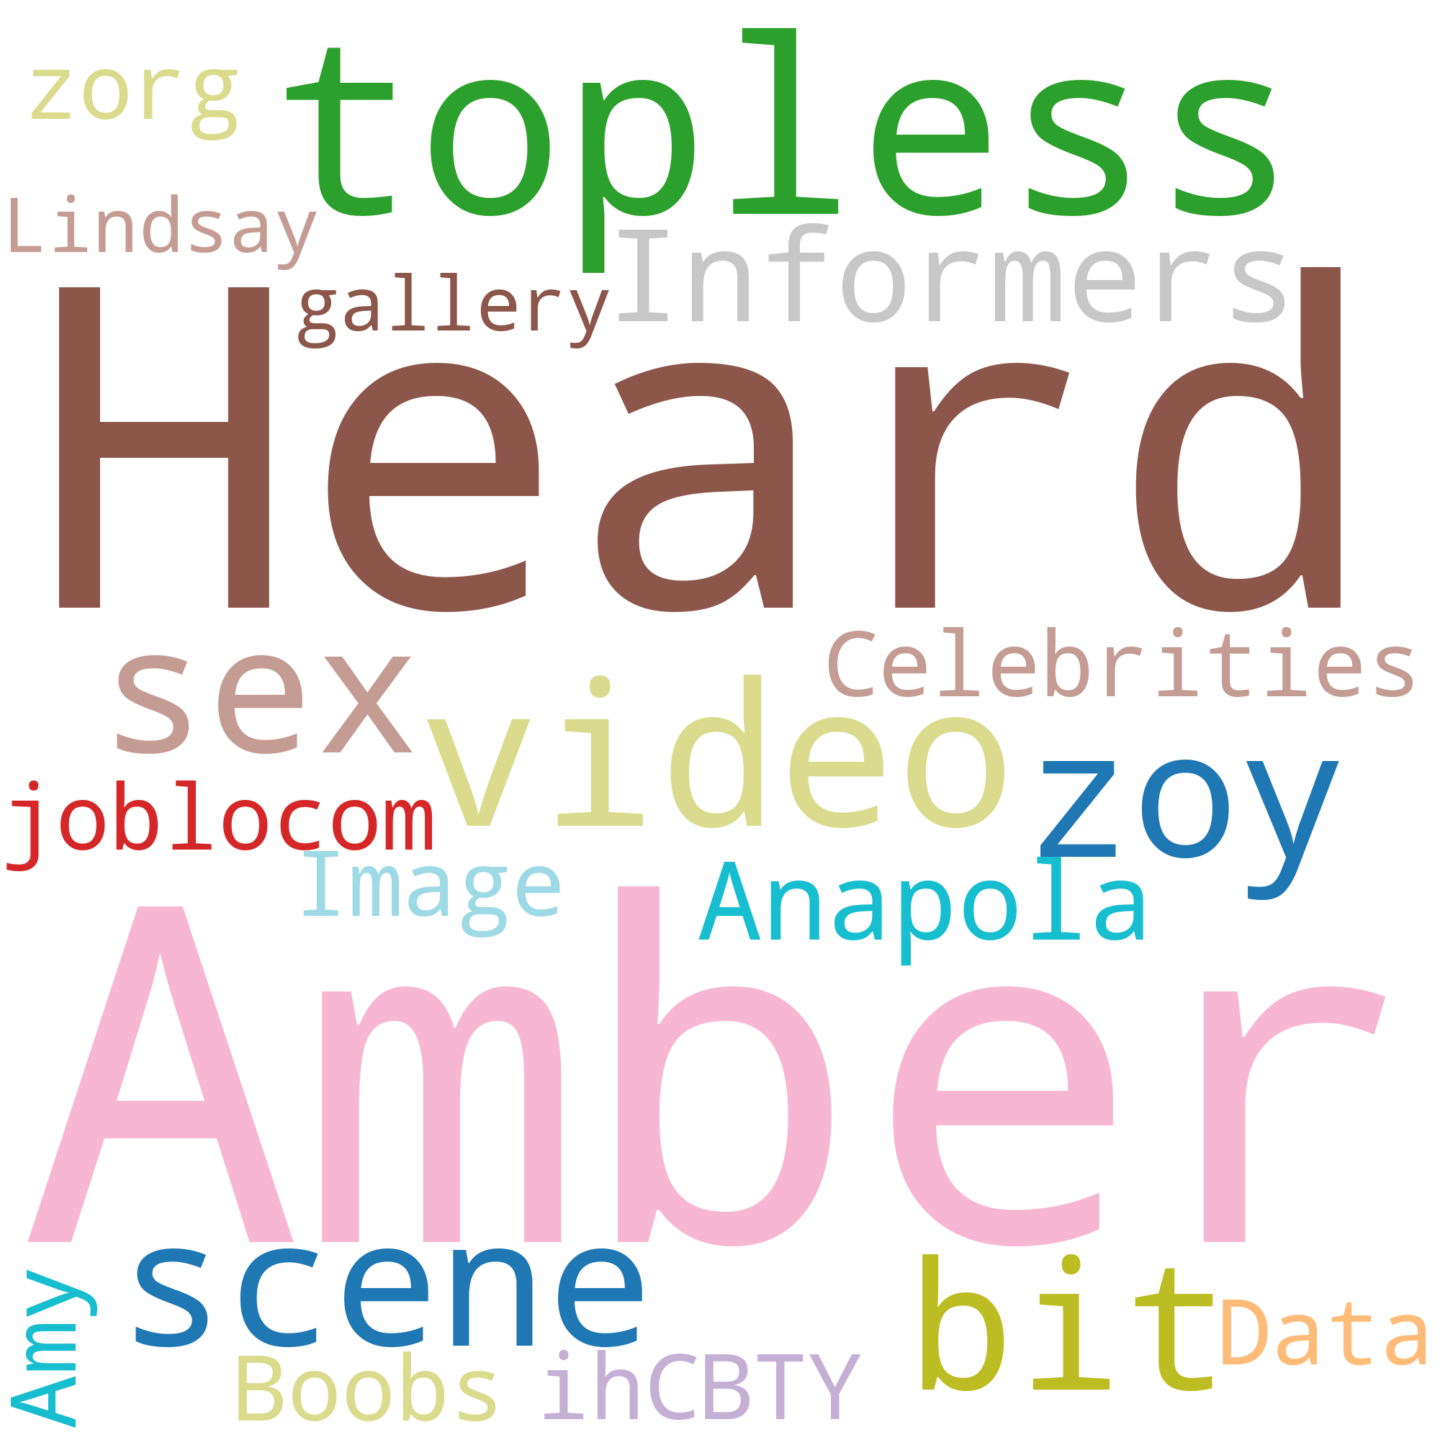 zorg
topless
Lindsay
Informers
gallery
Heard
sex
Celebrities
video
zoy
joblocom
Image
Anapola
Amber
scene
bit
Amy
Data
Boobs
ihCBTY